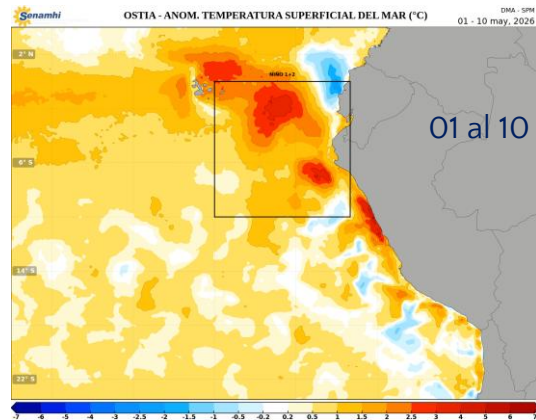 Senamhi
OSTIA - ANOM. TEMPERATURA SUPERFICIAL DEL MAR (°C)
DMA - SPM
01 - 10 may, 2026
2° N
NIÑO 1+2
01 al 10
6° S
14° S
22° S
-7 -6 -5 -4 -3 -2.5 -2 -1.5 -1 -0.5 -0.2 0.2 0.5 1 1.5 2 2.5 3 4 5 6 7